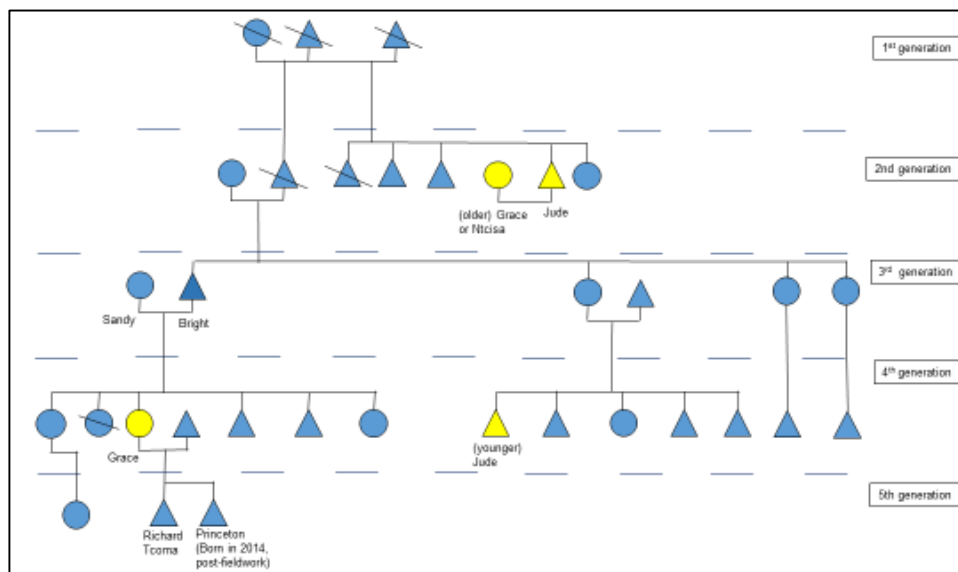 1st generation
2nd generation
(older) Grace
or Ntcisa
Jude
3rd generation
Sandy
Bright
4th generation
Grace
(younger)
Jude
5th generation
Richard
Tcoma
Princeton
(Born in 2014,
post-fieldwork)